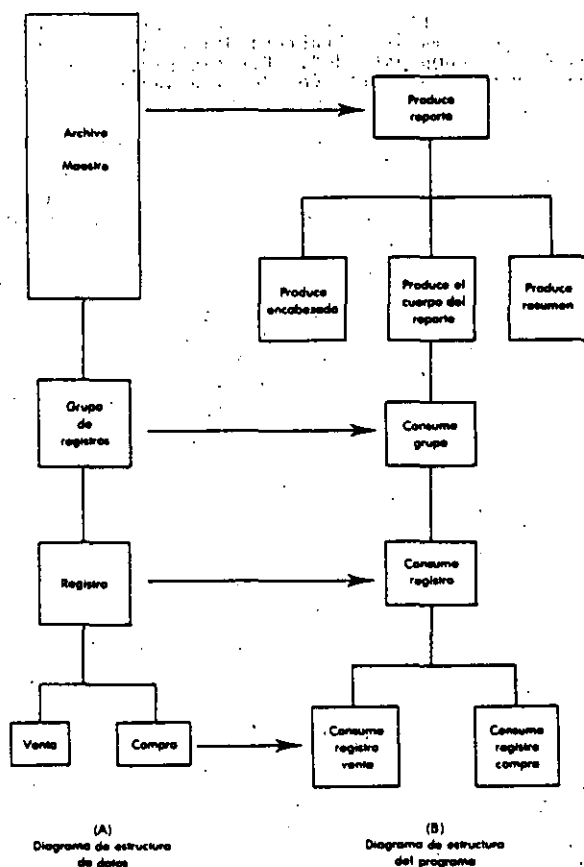 Archivo
Maestro
Produce
reporte
Produce
encabezado
Produce el
cuerpo del
reporte
Produce
resumen
Grupo
de
registros
Consume
grupo
Registro
Consume
registro
Venta
Compra
Consume
registro
venta
Consume
registro
compra
(A)
Diagrama de estructura
de datos
(B)
Diagrama de estructura
del programa